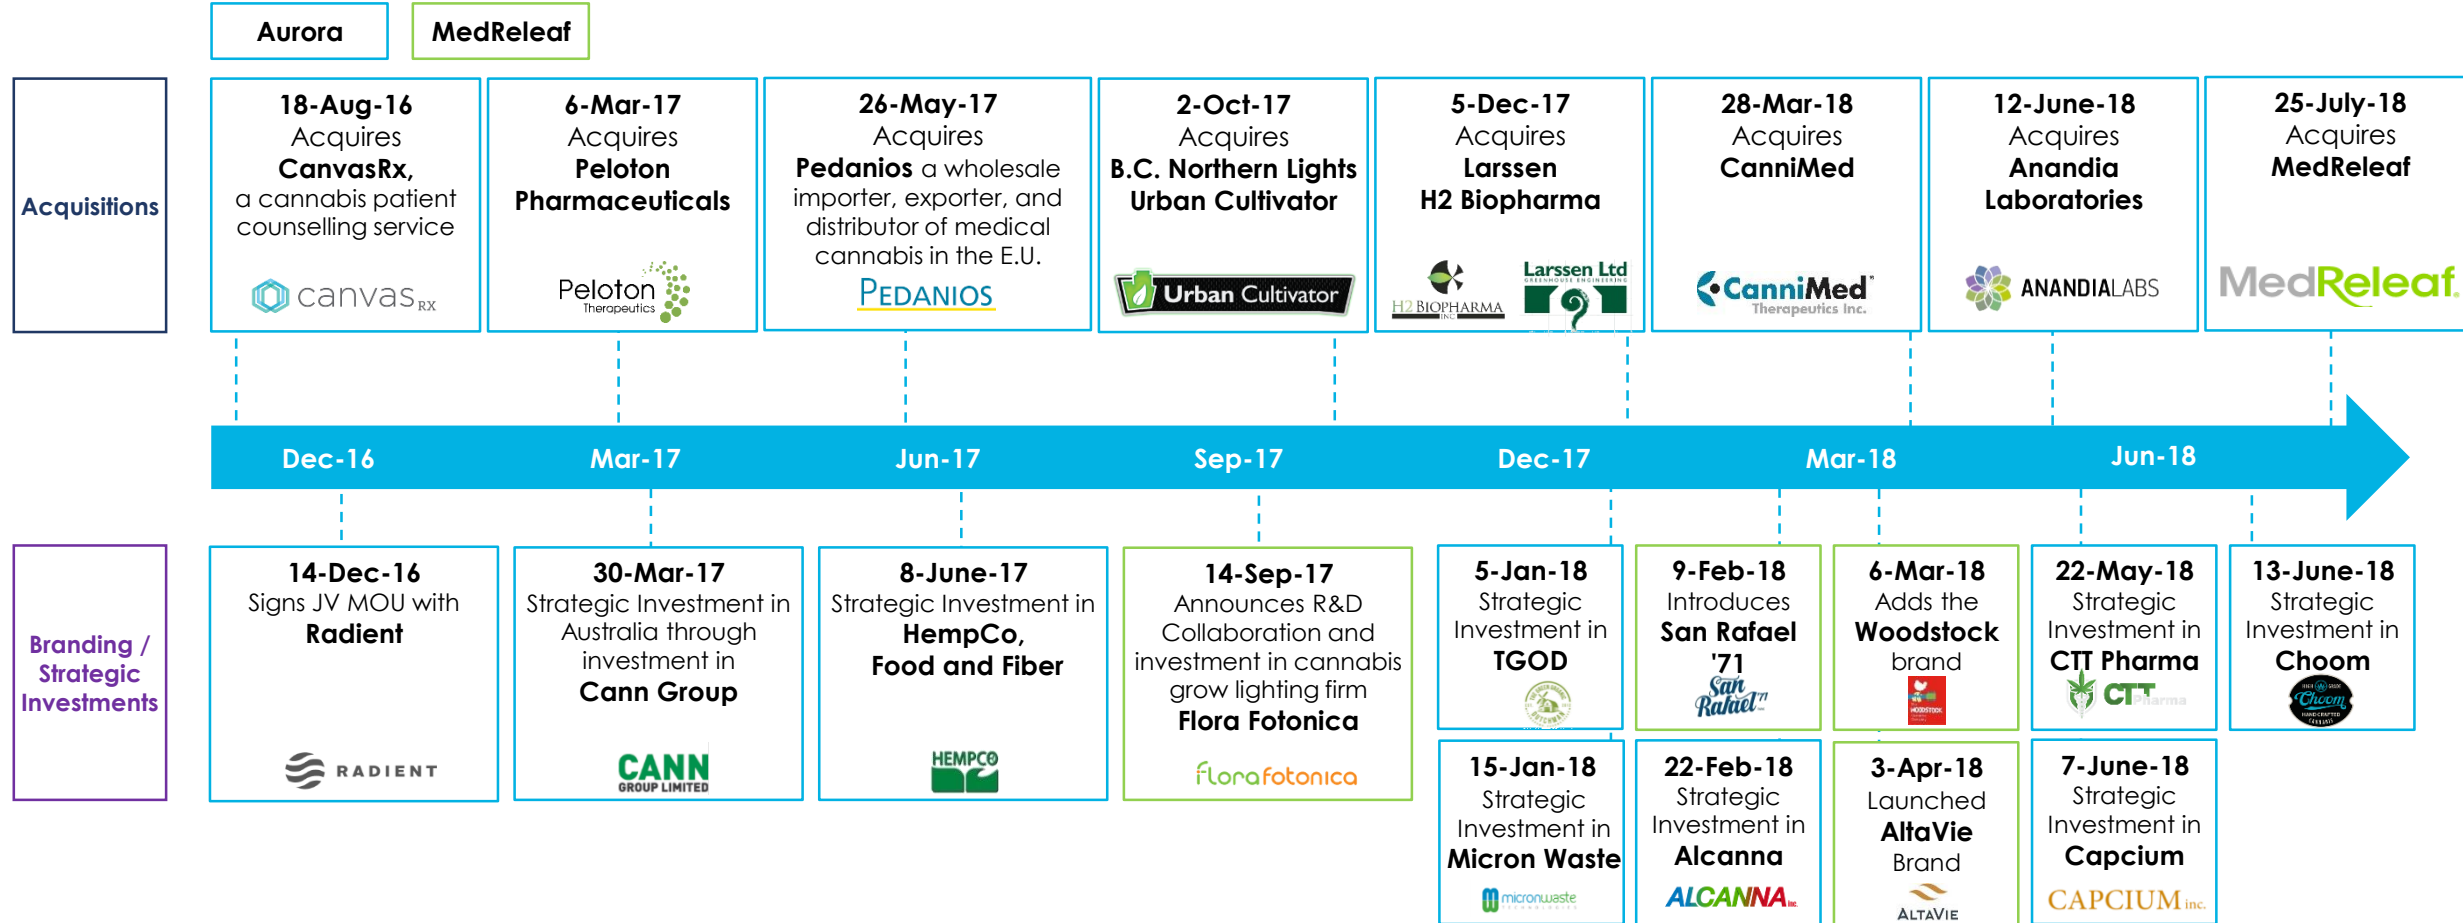 Aurora
MedReleaf
Acquisitions
18-Aug-16
Acquires
CanvasRx,
a cannabis patient
counselling service
canvas RX
6-Mar-17
Acquires
Peloton
Pharmaceuticals
Peloton
Therapeutics
26-May-17
Acquires
Pedanios a wholesale
importer, exporter, and
distributor of medical
cannabis in the E.U.
PEDANIOS
2-Oct-17
Acquires
B.C. Northern Lights
Urban Cultivator
Urban Cultivator
5-Dec-17
Acquires
Larssen
H2 Biopharma
H2 BIOPHARMA
INC
Larssen Ltd
GREENHOUSE ENGINEERING
28-Mar-18
Acquires
CanniMed
CanniMed
Therapeutics Inc.
12-June-18
Acquires
Anandia
Laboratories
ANANDIALABS
25-July-18
Acquires
MedReleaf
MedReleaf
Dec-16
Mar-17
Jun-17
Sep-17
Dec-17
Mar-18
Jun-18
Branding /
Strategic
Investments
14-Dec-16
Signs JV MOU with
Radient
RADIENT
30-Mar-17
Strategic Investment in
Australia through
investment in
Cann Group
CANN
GROUP LIMITED
8-June-17
Strategic Investment in
HempCo,
Food and Fiber
HEMPCO
14-Sep-17
Announces R&D
Collaboration and
investment in cannabis
grow lighting firm
Flora Fotonica
florafotonica
5-Jan-18
Strategic
Investment in
TGOD
9-Feb-18
Introduces
San Rafael
'71
San
Rafael '71
6-Mar-18
Adds the
Woodstock
brand
WOODSTOCK
22-May-18
Strategic
Investment in
CTT Pharma
CTT Pharma
13-June-18
Strategic
Investment in
Choom
Choom
HANDCRAFTED
CANNABIS
15-Jan-18
Strategic
Investment in
Micron Waste
micronwaste
TECHNOLOGIES
22-Feb-18
Strategic
Investment in
Alcanna
ALCANNA inc.
3-Apr-18
Launched
AltaVie
Brand
ALTAVIE
7-June-18
Strategic
Investment in
Capcium
CAPCIUM inc.